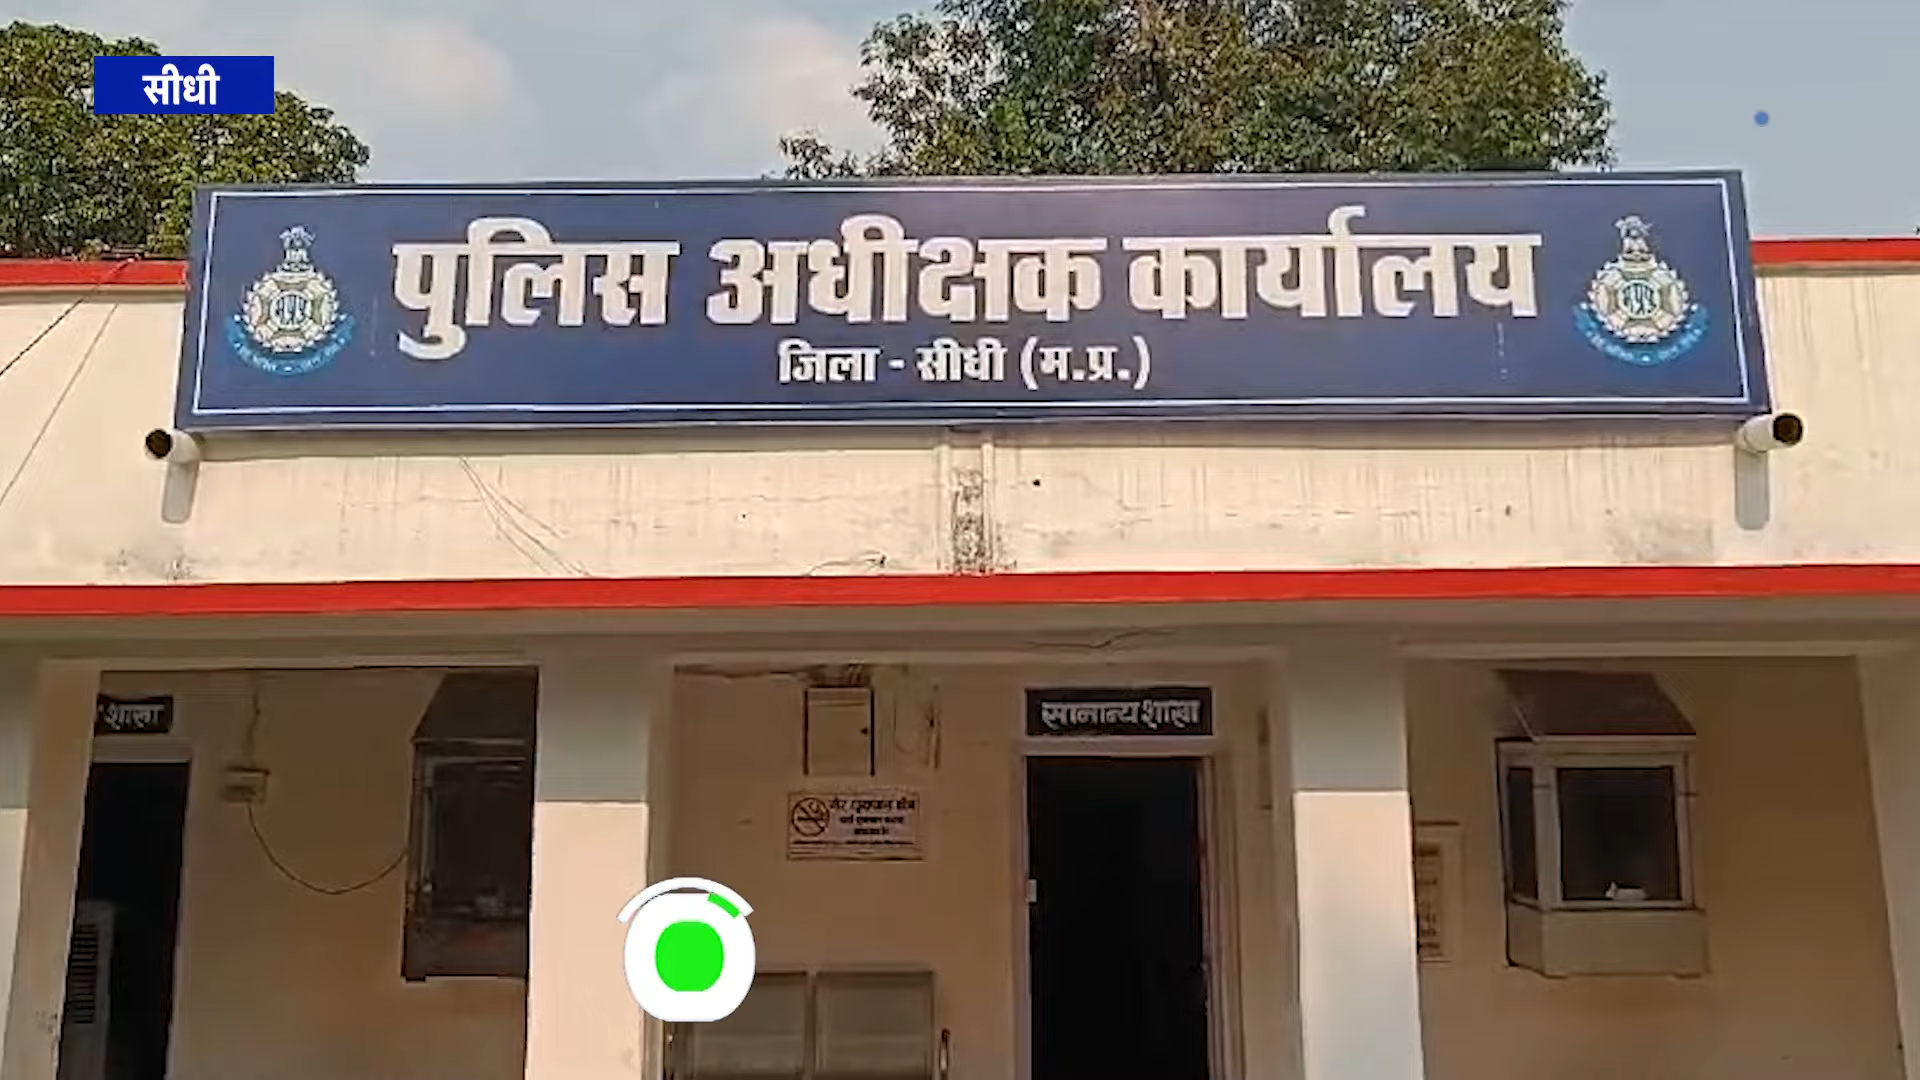 सीधी
पुलिस अधीक्षक कार्यालय
जिला - सीधी (म.प्र.)
शाखा
सामान्य शाखा